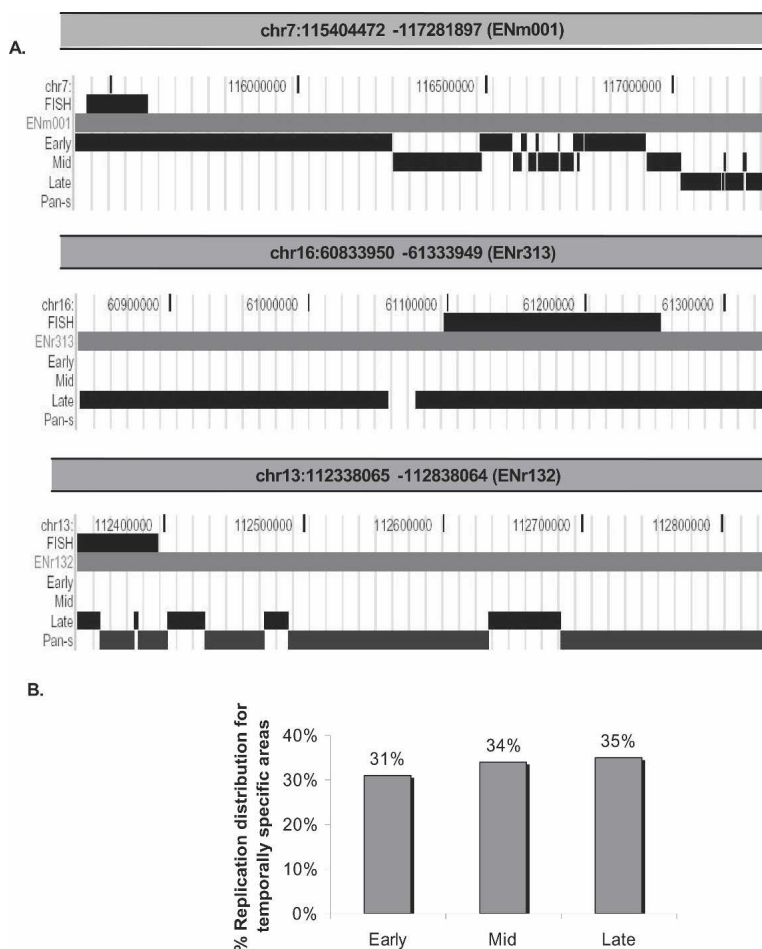 chr7:115404472 -117281897 (ENm001)
A.
chr7: 116000000 116500000 117000000
FISH
ENm001
Early
Mid
Late
Pan-s
chr16:60833950 -61333949 (ENr313)
chr16: 60900000 61000000 61100000 61200000 61300000
FISH
ENr313
Early
Mid
Late
Pan-s
chr13:112338065 -112838064 (ENr132)
chr13: 112400000 112500000 112600000 112700000 112800000
FISH
ENr132
Early
Mid
Late
Pan-s
B.
% Replication distribution for
temporally specific areas
40%
30%
20%
10%
0%
31%
34%
35%
Early Mid Late